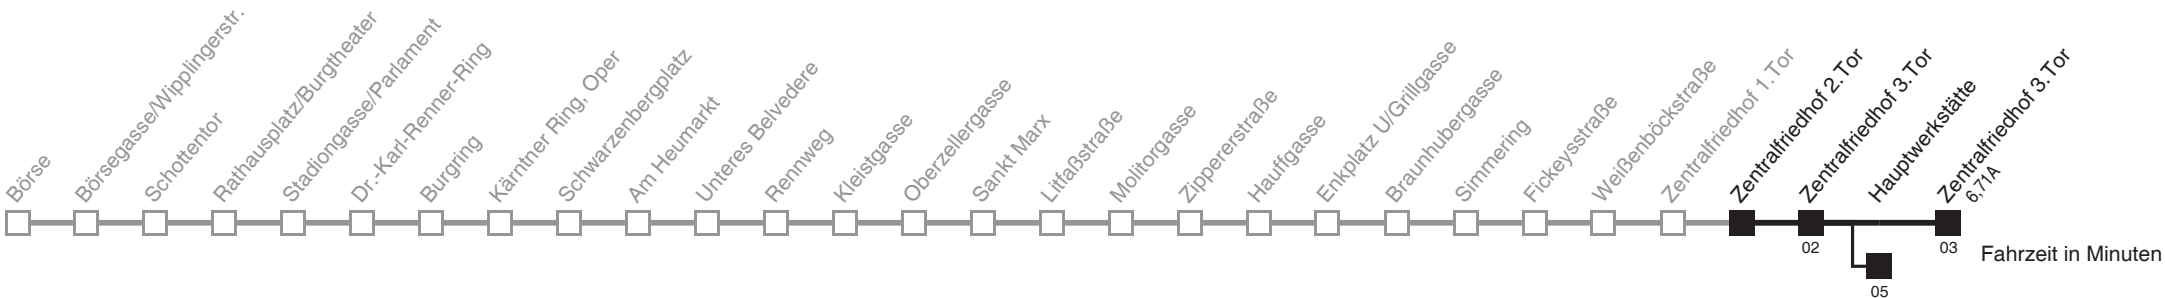 Börse
Börsegasse/Wipplingerstr.
Schottentor
Rathausplatz/Burgtheater
Stadiongasse/Parlament
Dr.-Karl-Renner-Ring
Burgring
Kärntner Ring, Oper
Schwarzenbergplatz
Am Heumarkt
Unteres Belvedere
Rennweg
Kleistgasse
Oberzellergasse
Sankt Marx
Litfaßstraße
Molitorgasse
Zippererstraße
Hauffgasse
Enkplatz U/Grillgasse
Braunhubergasse
Simmering
Fickeysstraße
Weißenböckstraße
Zentralfriedhof 1.Tor
Zentralfriedhof 2.Tor
Zentralfriedhof 3.Tor
Hauptwerkstätte
Zentralfriedhof 3.Tor
6,71A
02
03
05
Fahrzeit in Minuten